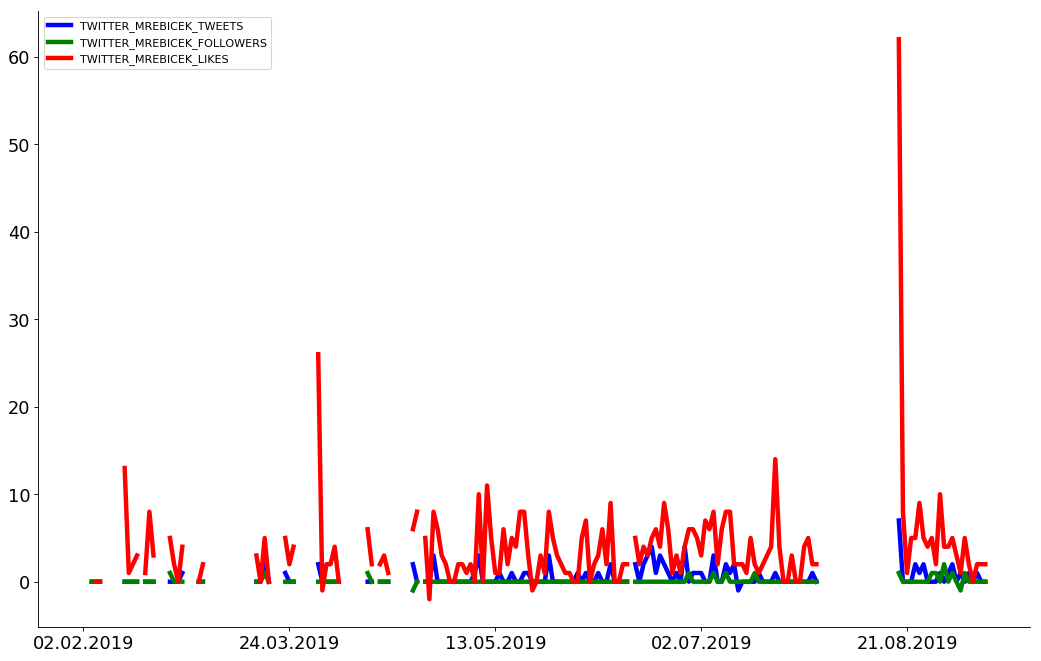 TWITTER_MREBICEK_TWEETS
TWITTER_MREBICEK_FOLLOWERS
TWITTER_MREBICEK_LIKES
60
50
40
30
20
10
0
02.02.2019 24.03.2019 13.05.2019 02.07.2019 21.08.2019